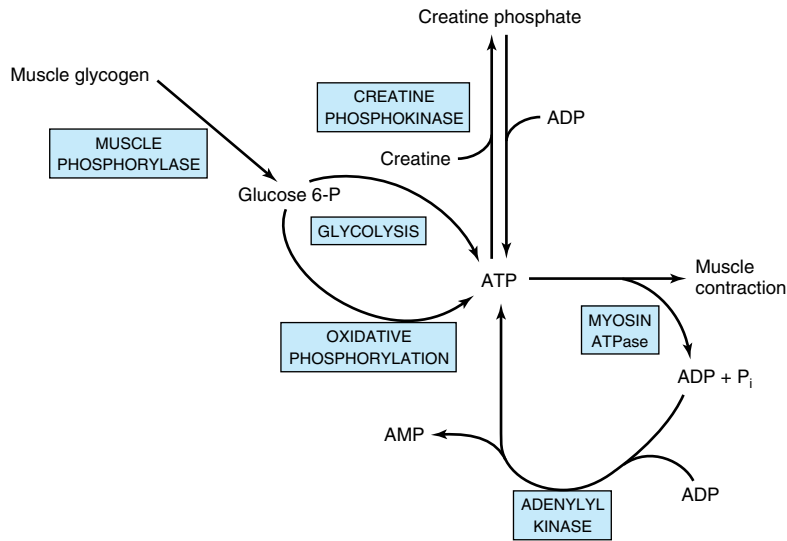 Creatine phosphate
Muscle glycogen
CREATINE
PHOSPHOKINASE
ADP
MUSCLE
PHOSPHORYLASE
Creatine
Glucose 6-P
GLYCOLYSIS
ATP
Muscle
contraction
OXIDATIVE
PHOSPHORYLATION
MYOSIN
ATPase
ADP + Pi
AMP
ADP
ADENYLYL
KINASE